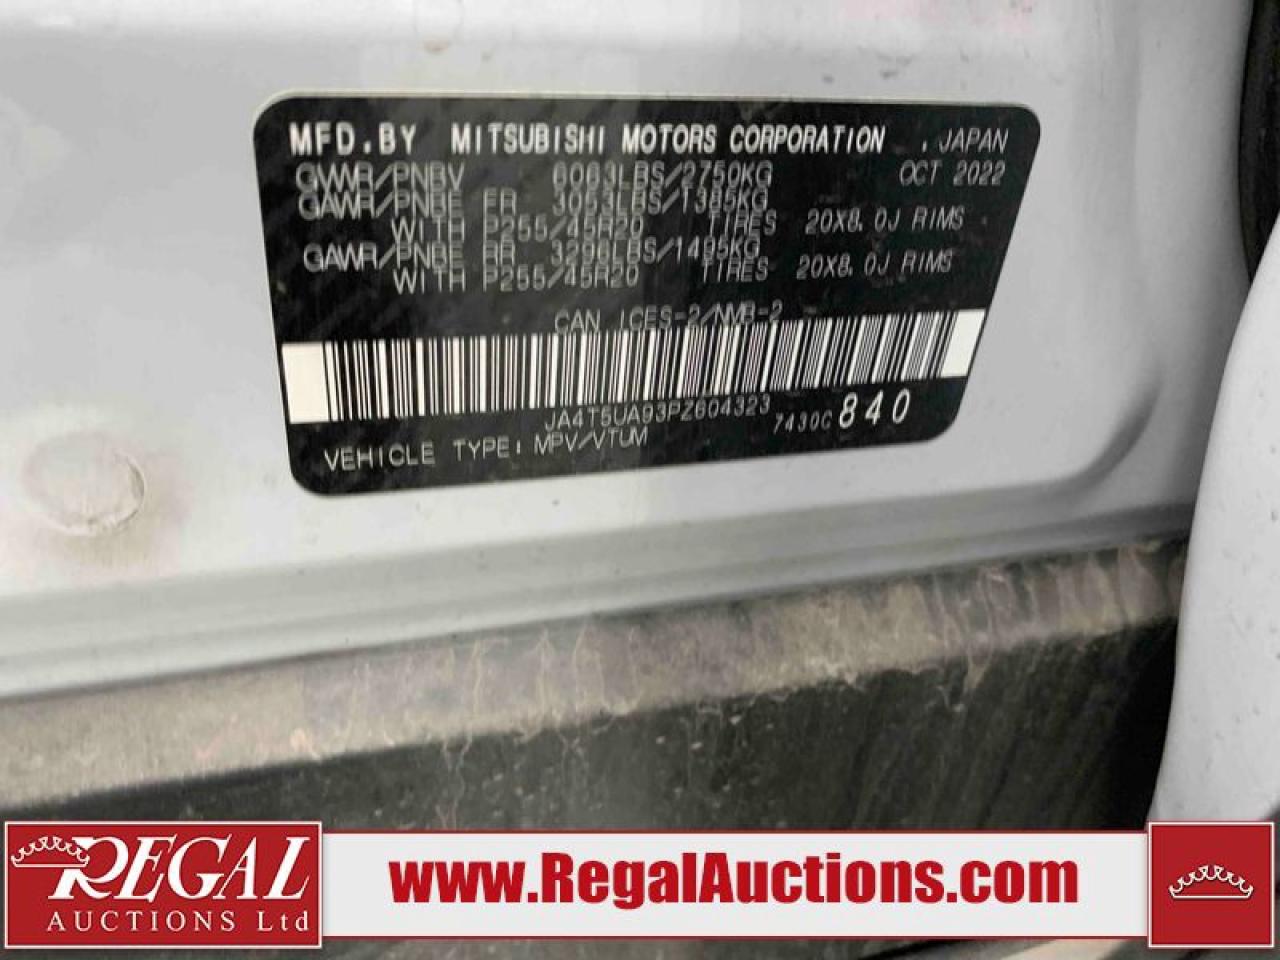 MFD.BY MITSUBISHI MOTORS CORPORATION , JAPAN
GVWR/PNBV 6063LBS/2750KG OCT 2022
GAWR/PNBE FR 3053LBS/1385KG
WITH P255/45R20 TIRES 20X8.0J RIMS
GAWR/PNBE RR 3296LBS/1495KG
WITH P255/45R20 TIRES 20X8.0J RIMS
CAN ICES-2/NMB-2
JA4T5UA93PZ604323 7430C 840
VEHICLE TYPE: MPV/VTUM
REGAL
AUCTIONS Ltd
www.RegalAuctions.com